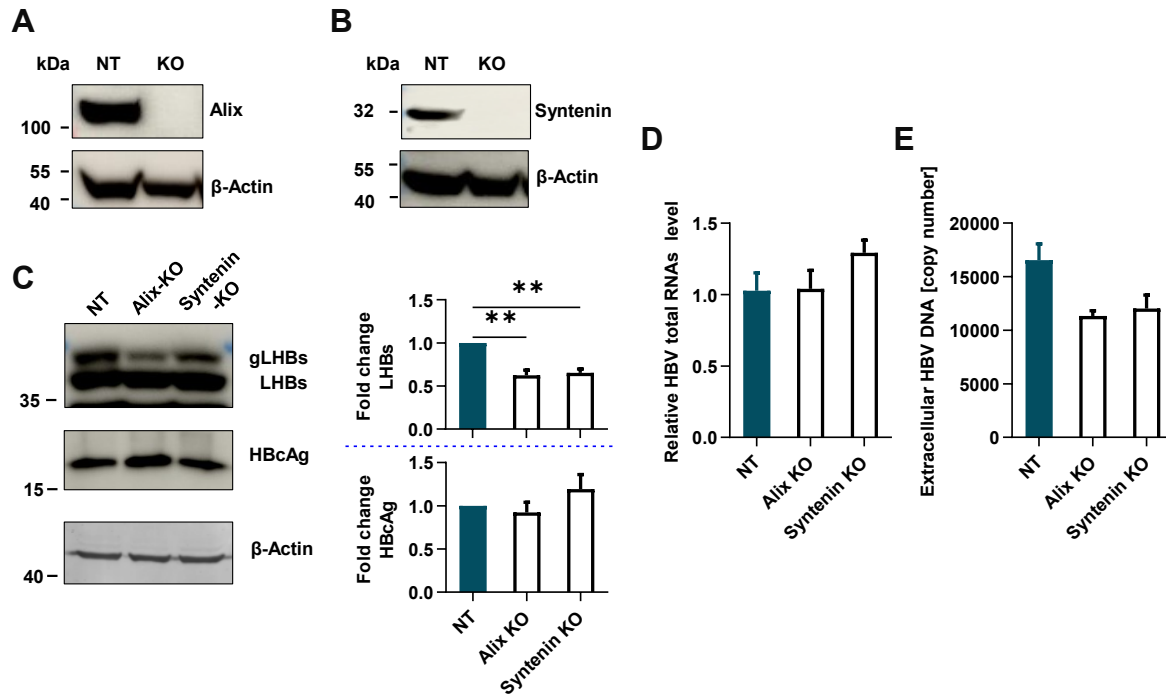 A
kDa NT KO
Alix
100
55
β-Actin
40
B
kDa NT KO
32
Syntenin
55
β-Actin
40
C
NT
Alix-KO
Syntenin
-KO
gLHBs
LHBs
35
HBcAg
15
β-Actin
40
Fold change
LHBs
1.5
1.0
0.5
0.0
**
**
Fold change
HBcAg
1.5
1.0
0.5
0.0
NT
Alix KO
Syntenin KO
D
Relative HBV total RNAs level
1.5
1.0
0.5
0.0
NT
Alix KO
Syntenin KO
E
Extracellular HBV DNA [copy number]
20000
15000
10000
5000
0
NT
Alix KO
Syntenin KO